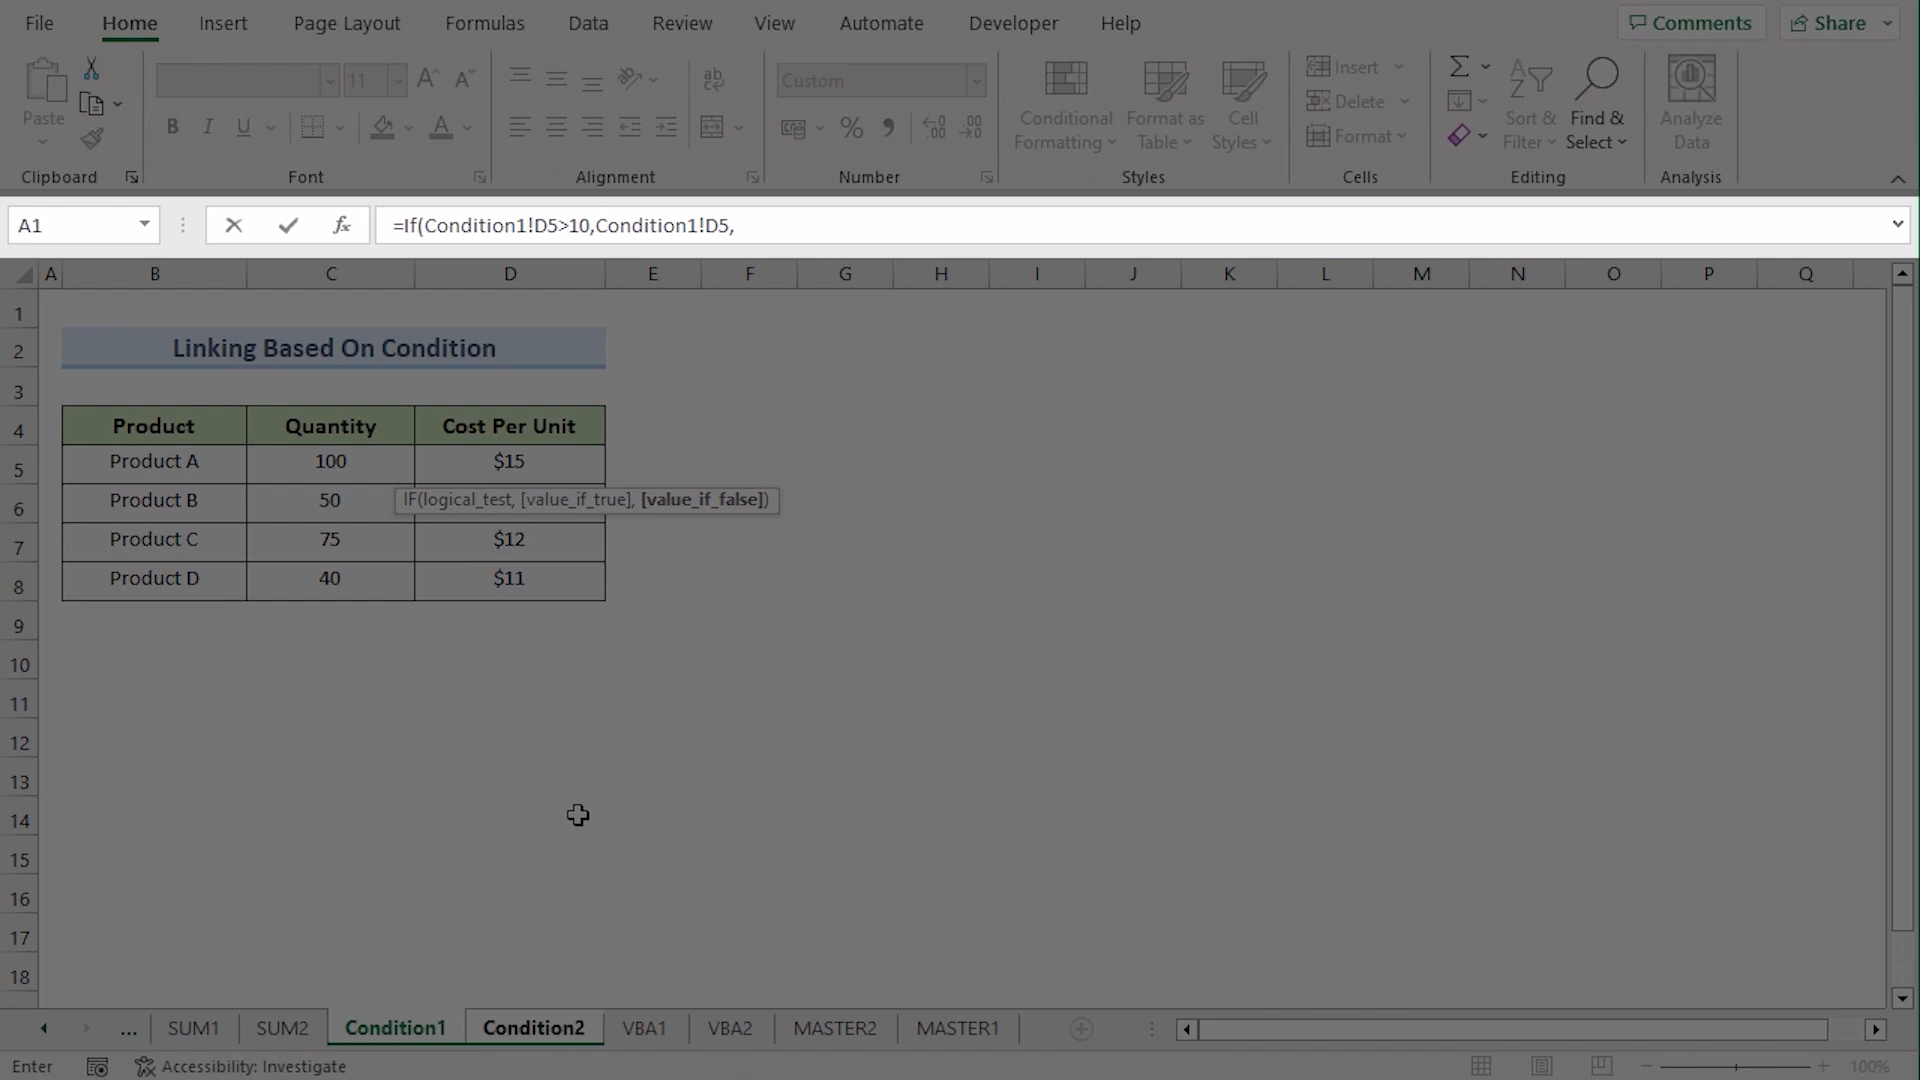 File Home Insert Page Layout Formulas Data Review View Automate Developer Help Comments Share
Paste
Clipboard
11
B I U A
Font
ab
Alignment
Custom
%
Number
Conditional Formatting
Format as Table
Cell Styles
Styles
Insert
Delete
Format
Cells
Sort & Filter
Find & Select
Editing
Analyze Data
Analysis
A1 fx =If(Condition1!D5>10,Condition1!D5,
A B C D E F G H I J K L M N O P Q
1
2 Linking Based On Condition
3
4 Product Quantity Cost Per Unit
5 Product A 100 $15
6 Product B 50 IF(logical_test, [value_if_true], [value_if_false])
7 Product C 75 $12
8 Product D 40 $11
9
10
11
12
13
14
15
16
17
18
... SUM1 SUM2 Condition1 Condition2 VBA1 VBA2 MASTER2 MASTER1
Enter Accessibility: Investigate 100%